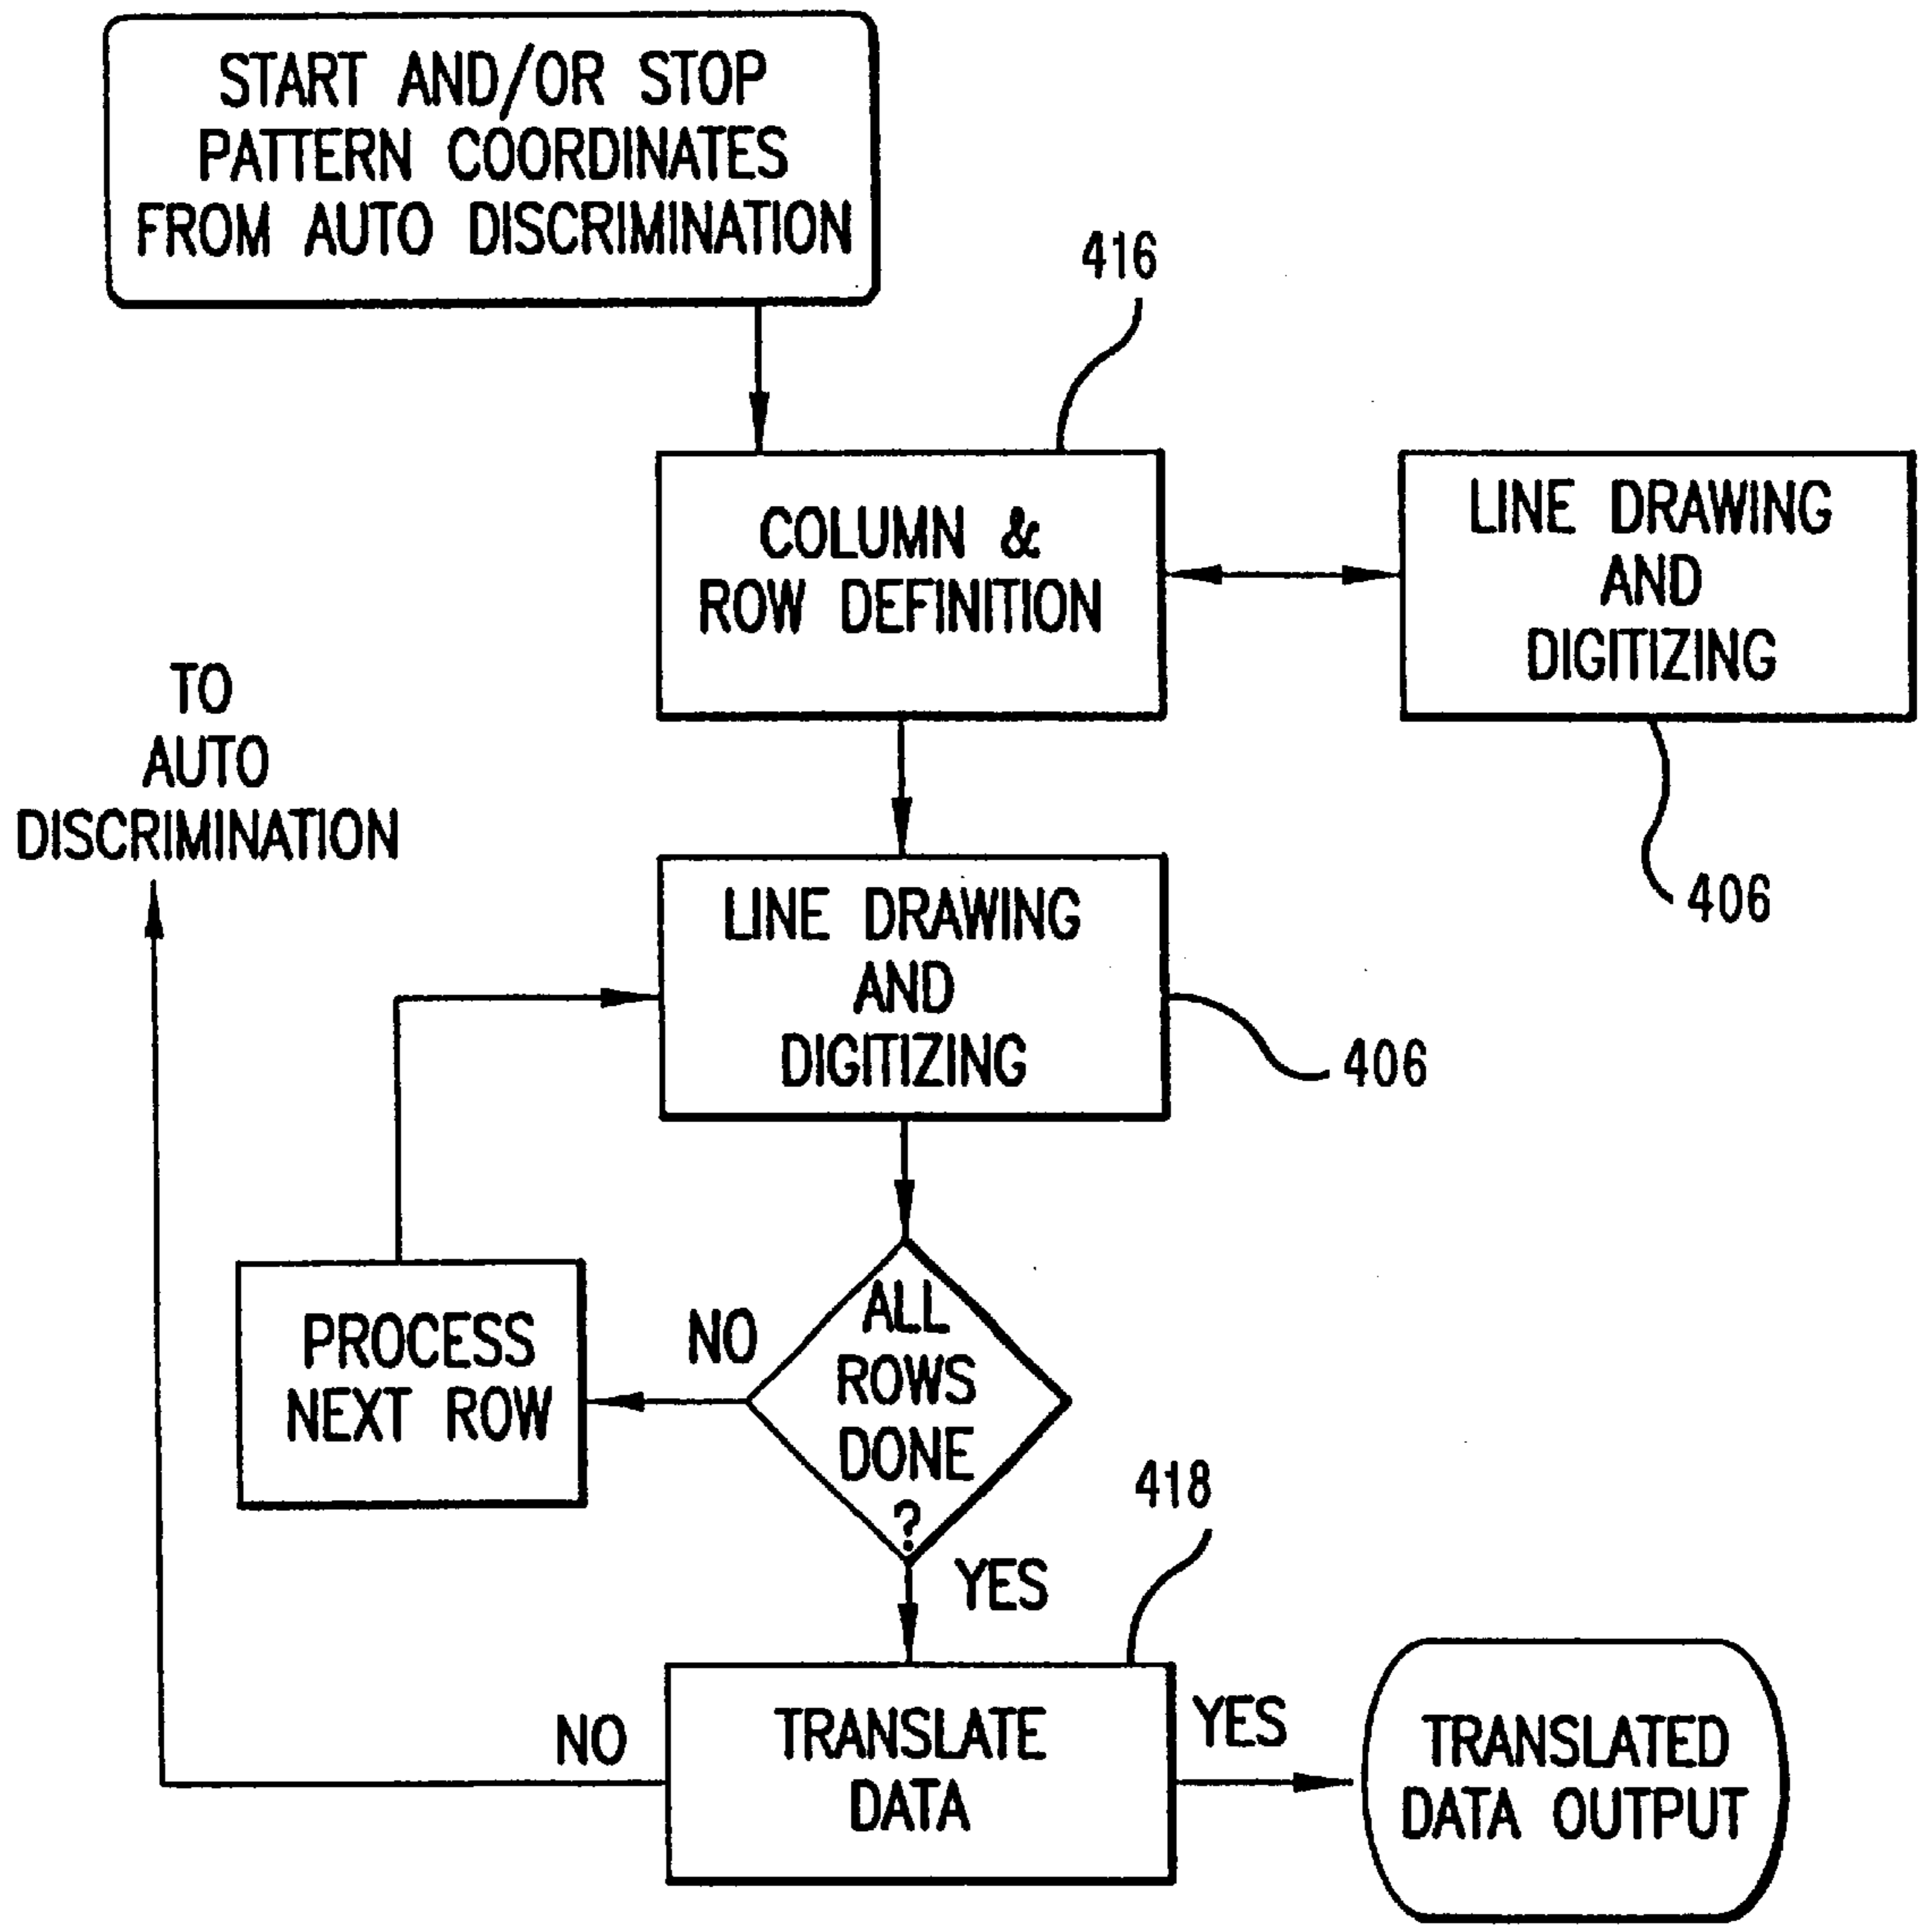 START AND/OR STOP
PATTERN COORDINATES
FROM AUTO DISCRIMINATION
416
COLUMN &
ROW DEFINITION
LINE DRAWING
AND
DIGITIZING
406
TO
AUTO
DISCRIMINATION
LINE DRAWING
AND
DIGITIZING
406
ALL
ROWS
DONE
?
NO
PROCESS
NEXT ROW
YES
418
TRANSLATE
DATA
NO
YES
TRANSLATED
DATA OUTPUT